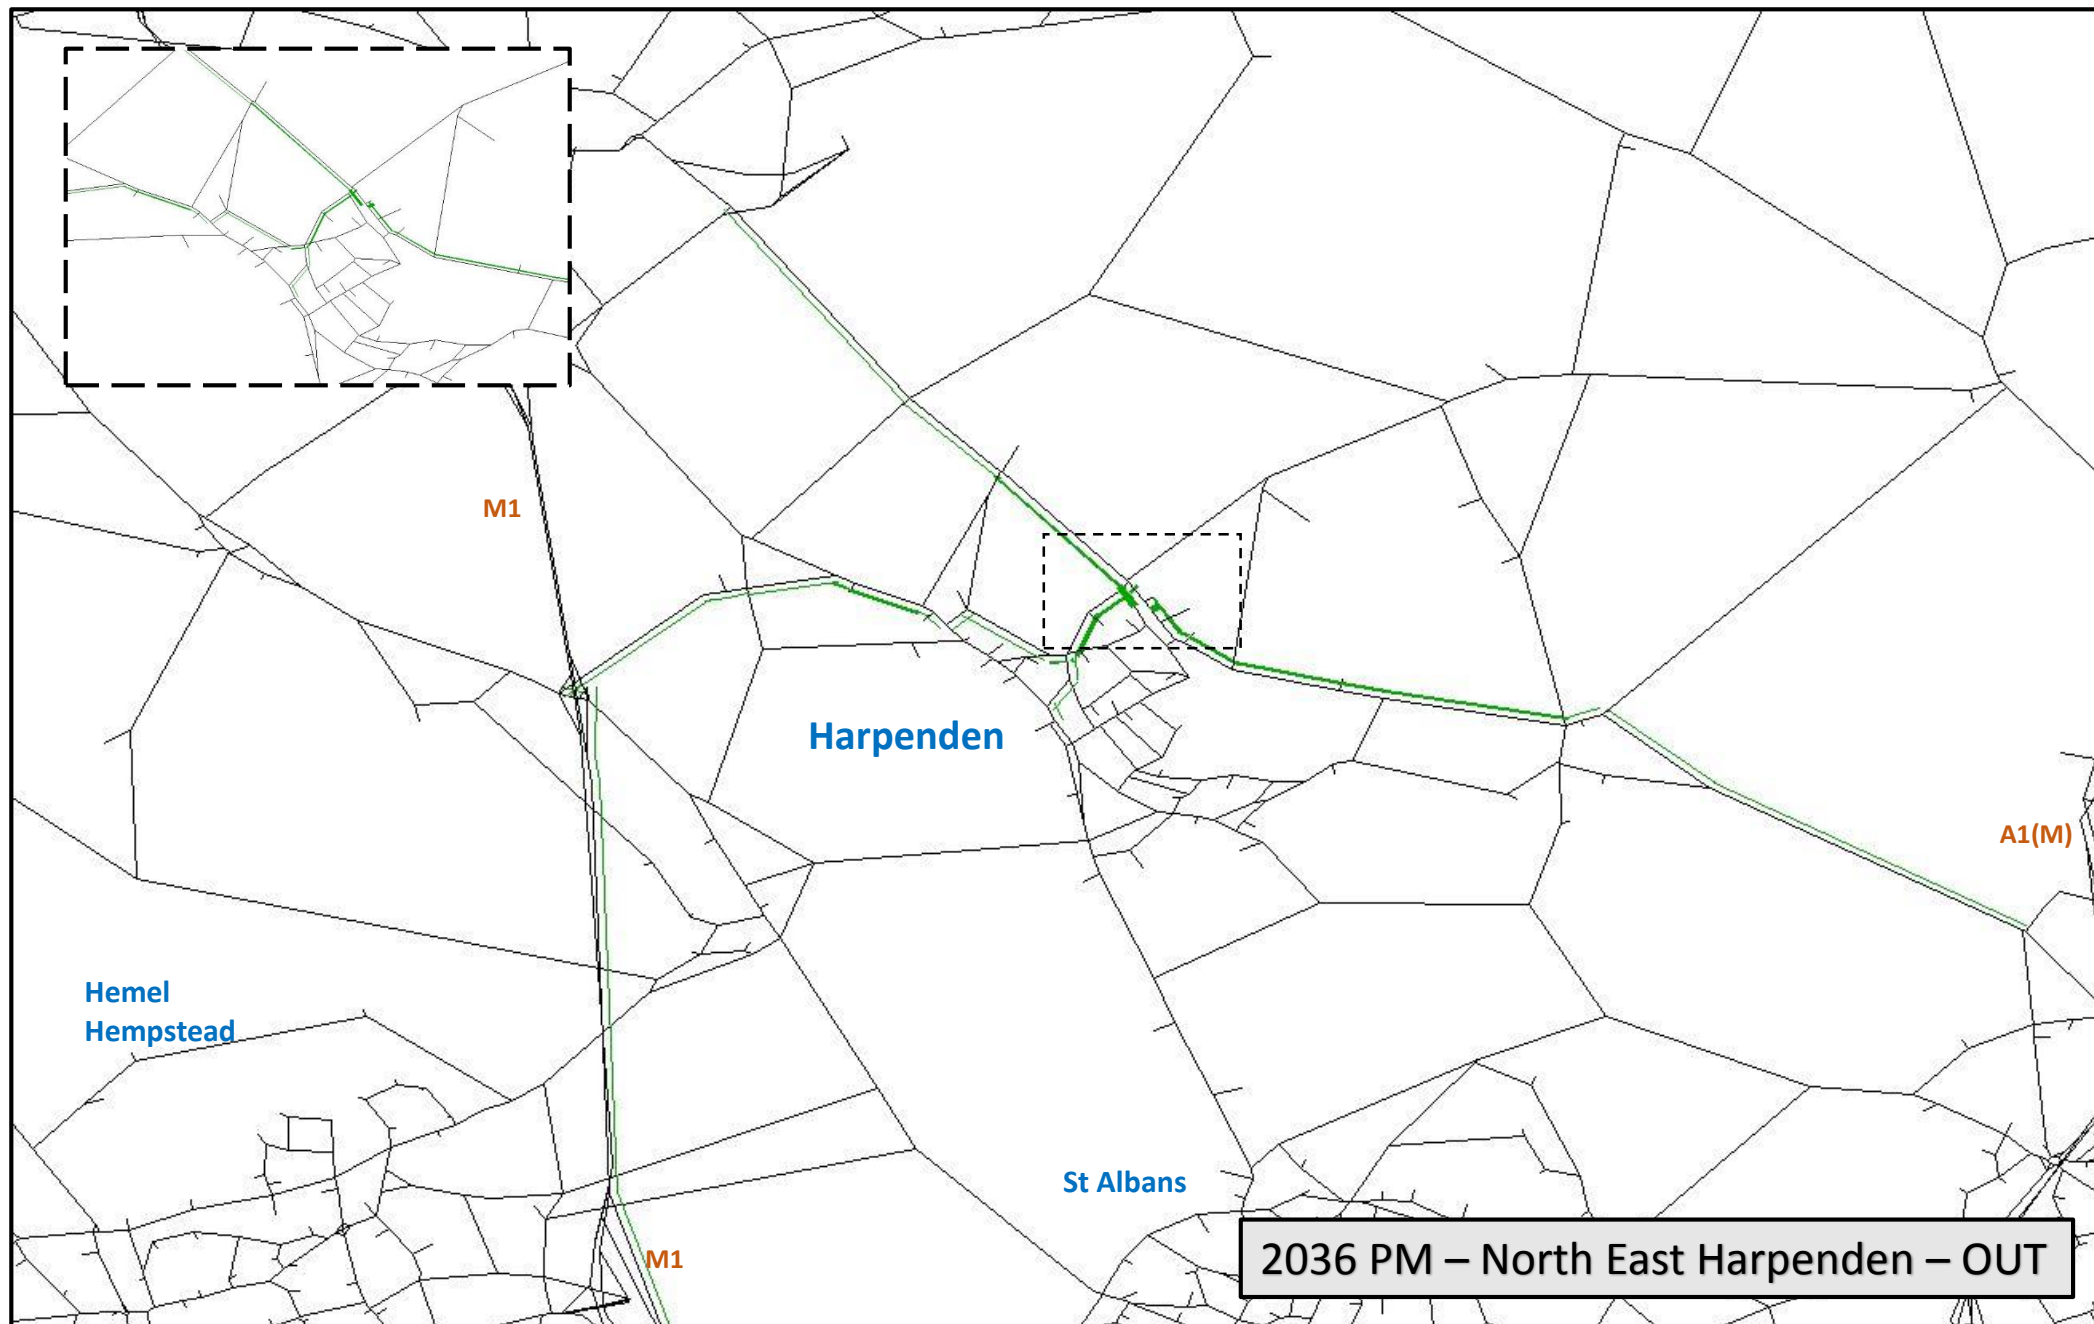 M1
Harpenden
A1(M)
Hemel
Hempstead
St Albans
M1
2036 PM – North East Harpenden – OUT